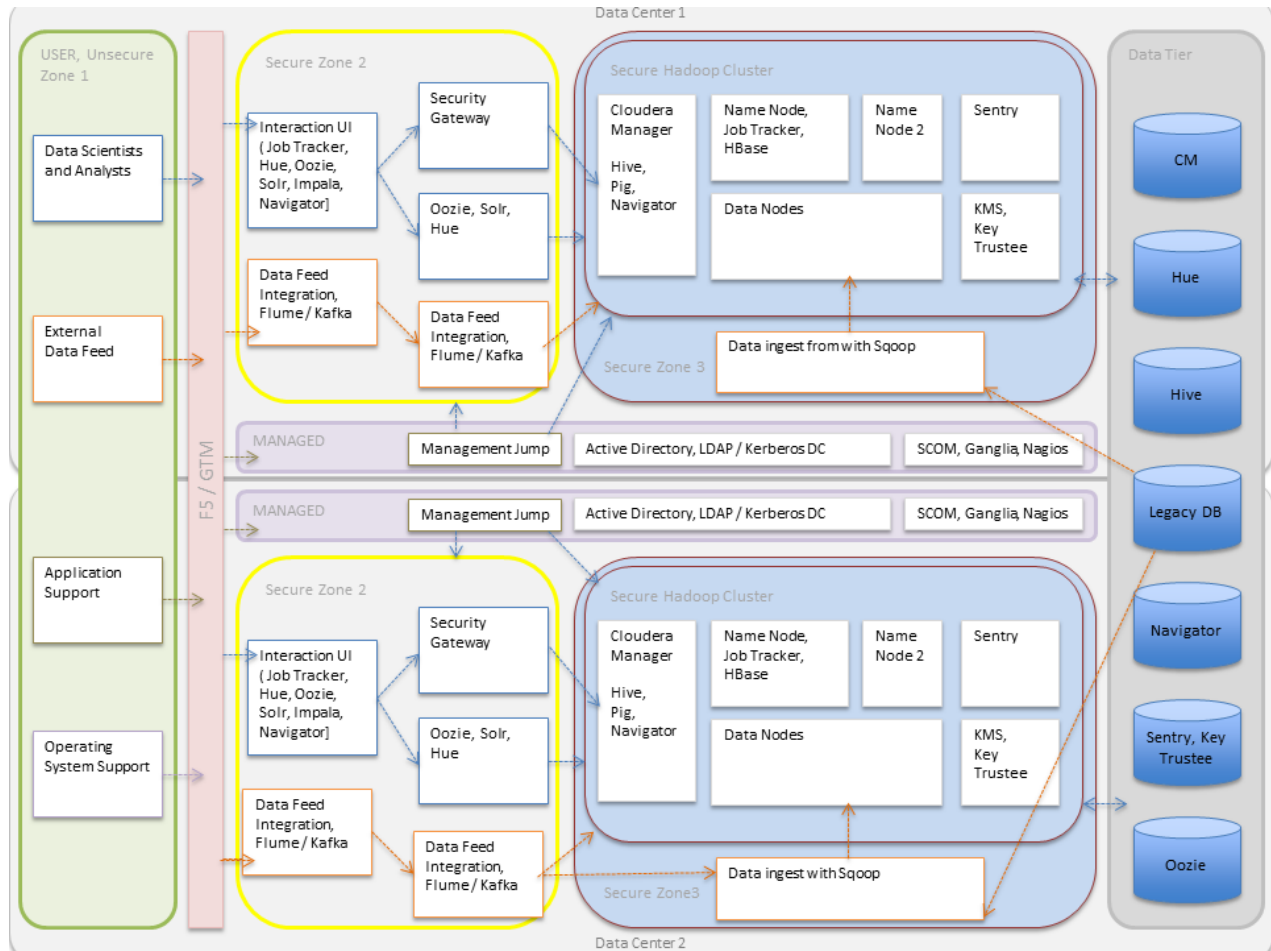 Data Center 1
USER, Unsecure
Zone 1
Data Scientists
and Analysts
External
Data Feed
Application
Support
Operating
System Support
F5 / GTM
Secure Zone 2
Interaction UI
( Job Tracker,
Hue, Oozie,
Solr, Impala,
Navigator]
Security
Gateway
Oozie, Solr,
Hue
Data Feed
Integration,
Flume / Kafka
Data Feed
Integration,
Flume / Kafka
Secure Hadoop Cluster
Cloudera
Manager
Hive,
Pig,
Navigator
Name Node,
Job Tracker,
HBase
Name
Node 2
Sentry
Data Nodes
KMS,
Key
Trustee
Data ingest from with Sqoop
Secure Zone 3
MANAGED
Management Jump
Active Directory, LDAP / Kerberos DC
SCOM, Ganglia, Nagios
MANAGED
Management Jump
Active Directory, LDAP / Kerberos DC
SCOM, Ganglia, Nagios
Secure Zone 2
Interaction UI
( Job Tracker,
Hue, Oozie,
Solr, Impala,
Navigator]
Security
Gateway
Oozie, Solr,
Hue
Data Feed
Integration,
Flume / Kafka
Data Feed
Integration,
Flume / Kafka
Secure Hadoop Cluster
Cloudera
Manager
Hive,
Pig,
Navigator
Name Node,
Job Tracker,
HBase
Name
Node 2
Sentry
Data Nodes
KMS,
Key
Trustee
Data ingest with Sqoop
Secure Zone3
Data Tier
CM
Hue
Hive
Legacy DB
Navigator
Sentry, Key
Trustee
Oozie
Data Center 2